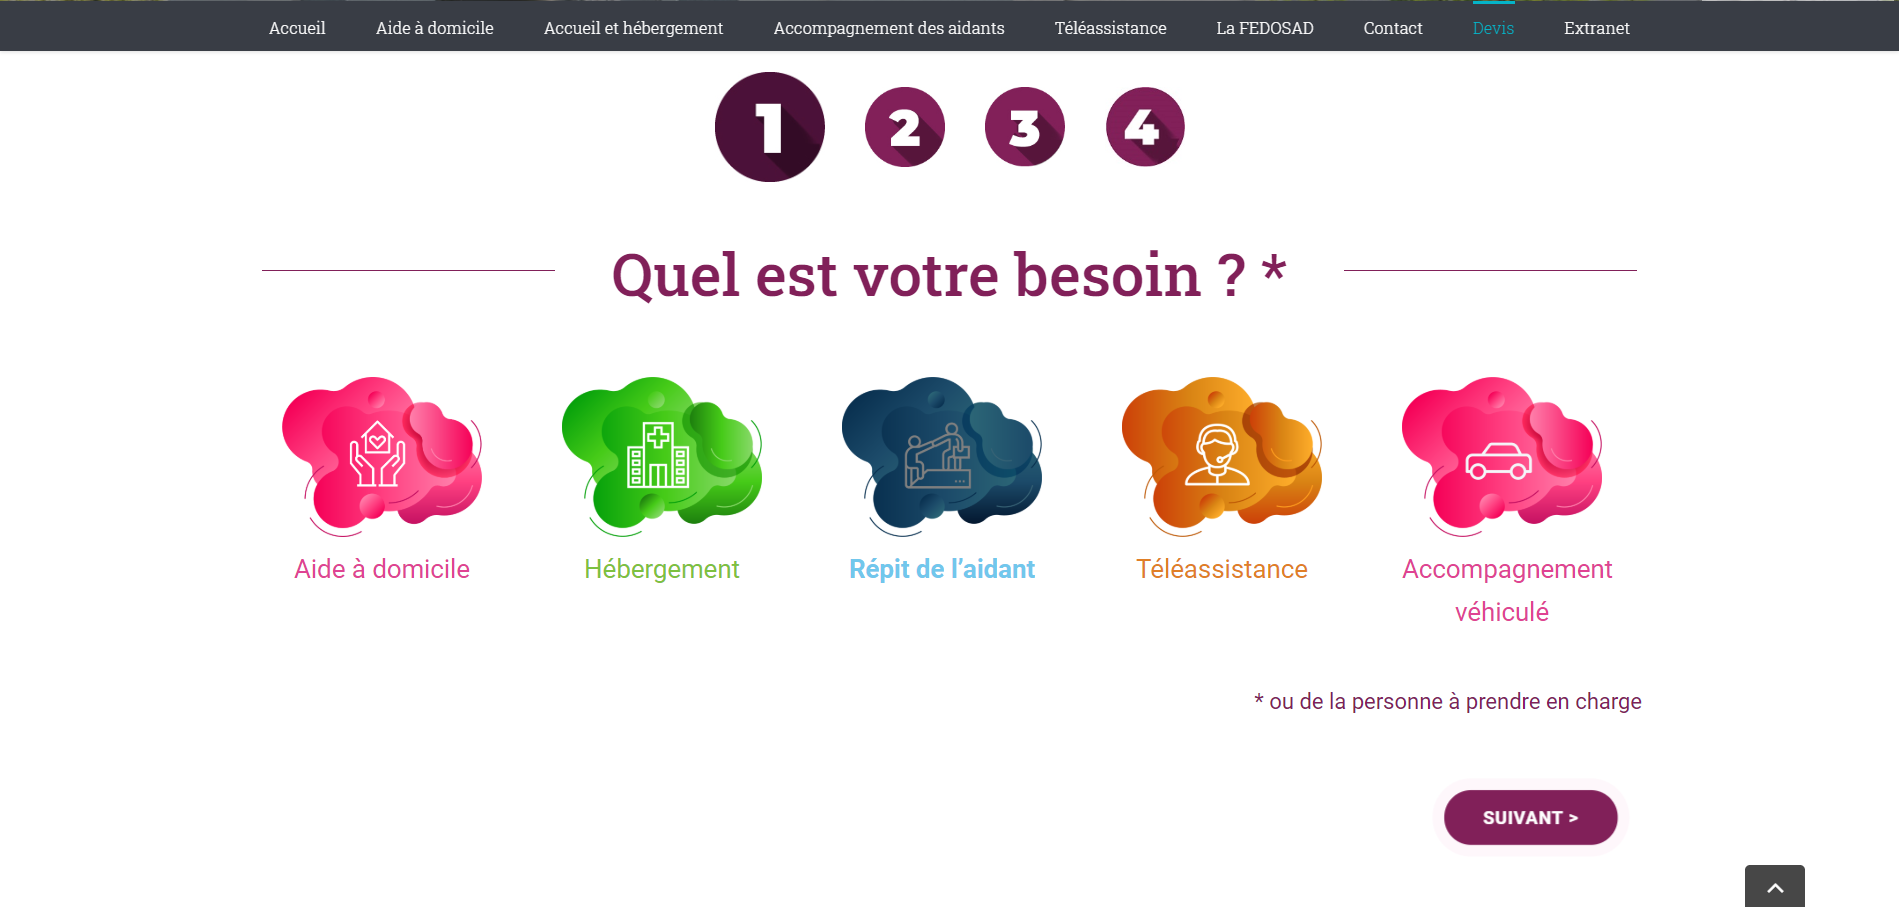 Accueil Aide à domicile Accueil et hébergement Accompagnement des aidants Téléassistance La FEDOSAD Contact Devis Extranet
1 2 3 4
Quel est votre besoin ? *
Aide à domicile Hébergement Répit de l’aidant Téléassistance Accompagnement
véhiculé
* ou de la personne à prendre en charge
SUIVANT >